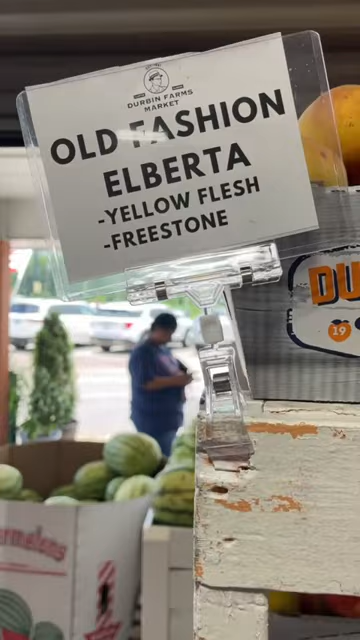 DURBIN FARMS
MARKET
OLD FASHION
ELBERTA
-YELLOW FLESH
-FREESTONE
DU
19